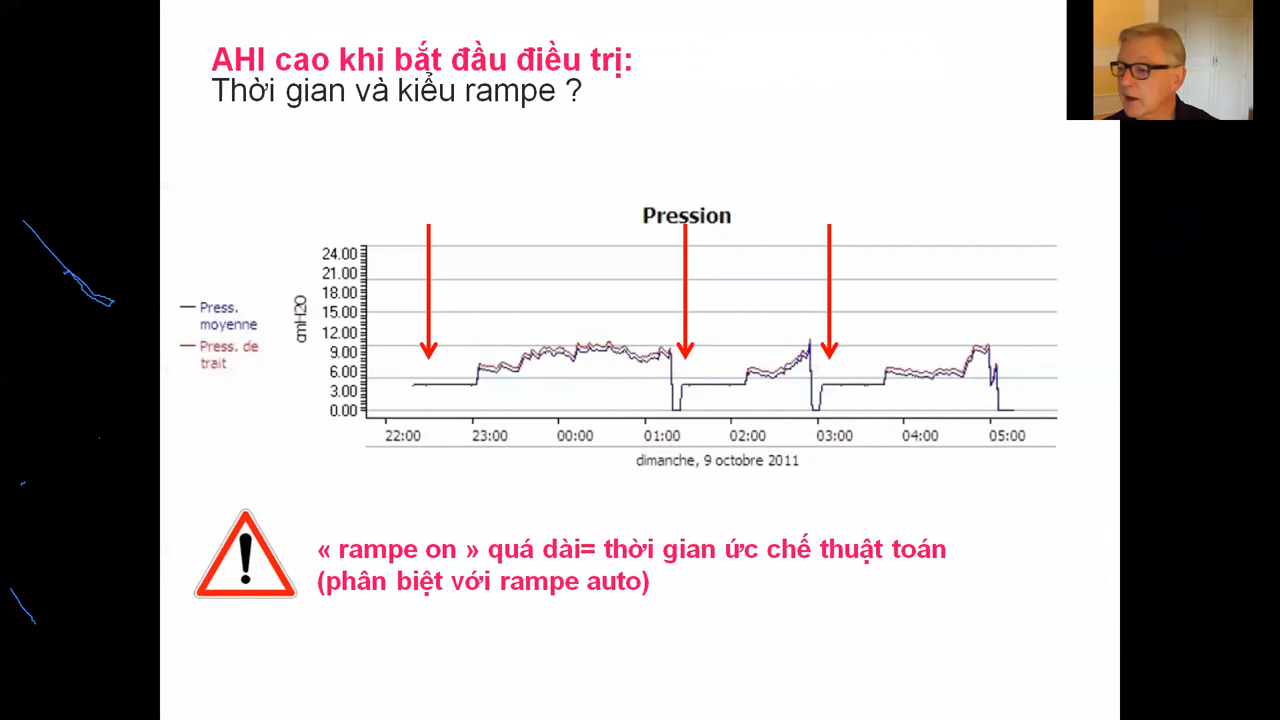 AHI cao khi bắt đầu điều trị:
Thời gian và kiểu rampe ?
Pression
24.00
21.00
18.00
15.00
12.00
9.00
6.00
3.00
0.00
cmH2O
Press. moyenne
Press. de trait
22:00 23:00 00:00 01:00 02:00 03:00 04:00 05:00
dimanche, 9 octobre 2011
« rampe on » quá dài= thời gian ức chế thuật toán
(phân biệt với rampe auto)